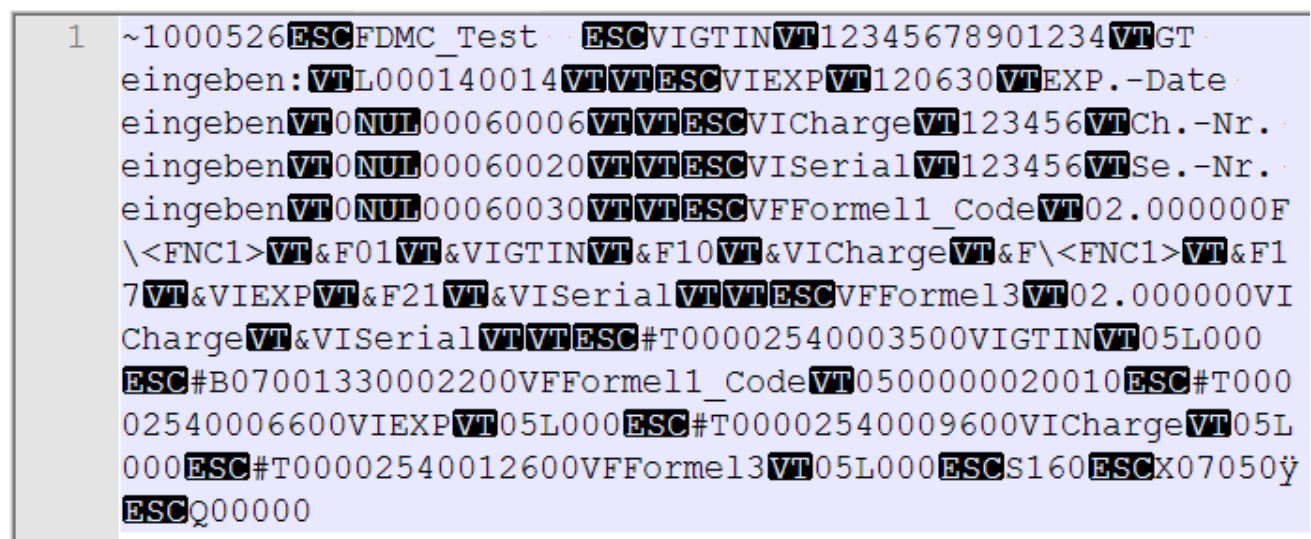 1 ~1000526ESCFDMC_Test ESCVIGTINVT12345678901234VTGT
eingeben:VTL000140014VTVTESCVIEXPVT120630VTEXP.-Date
eingebenVT0NUL00060006VTVTESCVIChargeVT123456VTCh.-Nr.
eingebenVT0NUL00060020VTVTESCVISerialVT123456VTSe.-Nr.
eingebenVT0NUL00060030VTVTESCVFFormel1_CodeVT02.000000F
\<FNC1>VT&F01VT&VIGTINVT&F10VT&VIChargeVT&F\<FNC1>VT&F1
7VT&VIEXPVT&F21VT&VISerialVTVTESCVFFormel3VT02.000000VI
ChargeVT&VISerialVTVTESC#T00002540003500VIGTINVT05L000
ESC#B07001330002200VFFormel1_CodeVT0500000020010ESC#T000
02540006600VIEXPVT05L000ESC#T00002540009600VIChargeVT05L
000ESC#T00002540012600VFFormel3VT05L000ESCS160ESCX07050ÿ
ESCQ00000